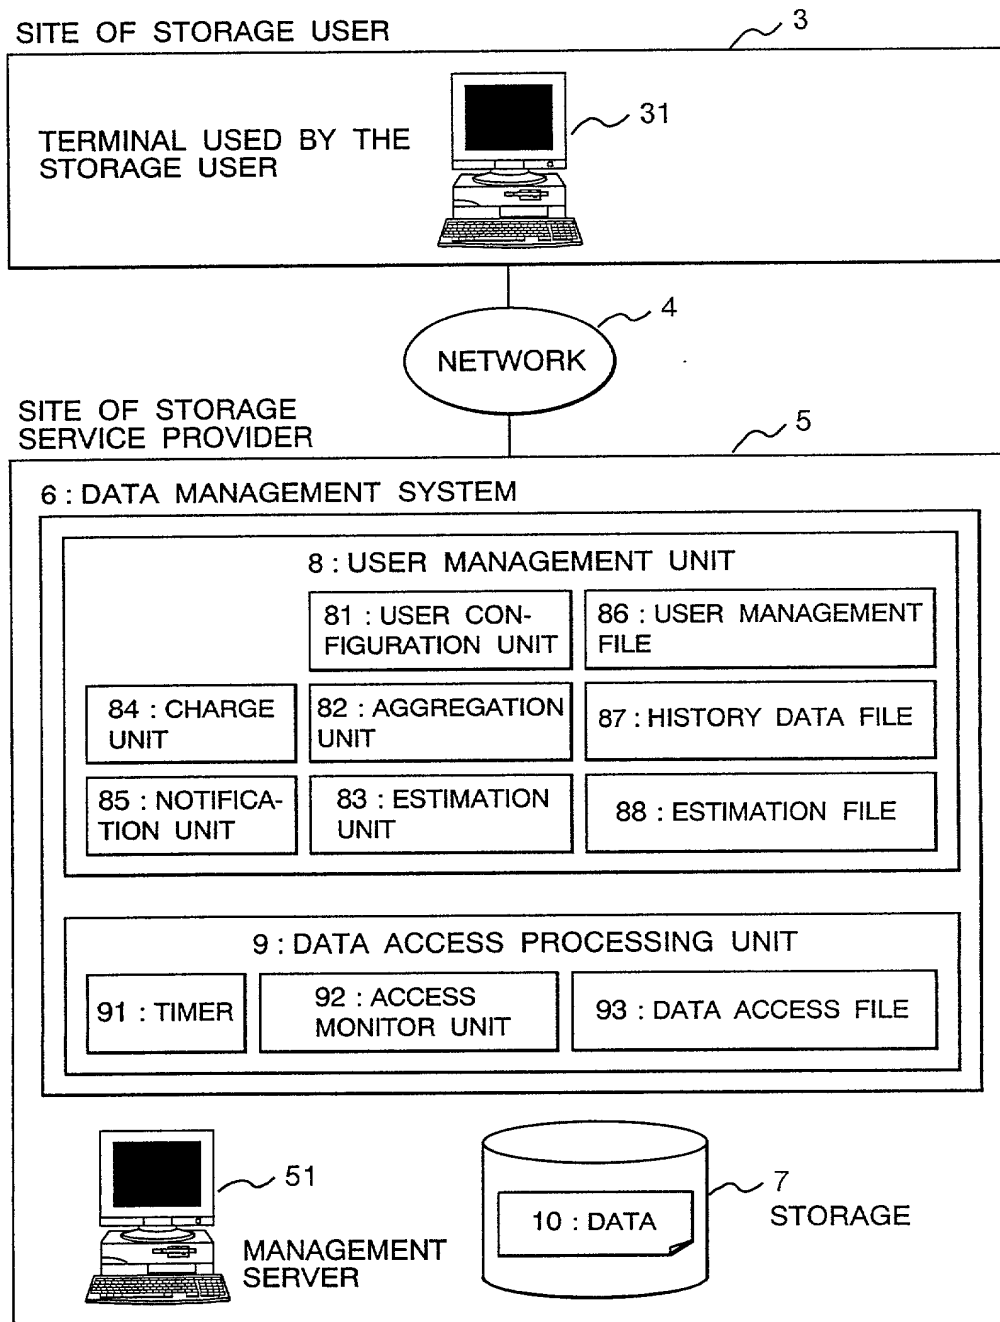 SITE OF STORAGE USER
3
TERMINAL USED BY THE
STORAGE USER
31
4
NETWORK
SITE OF STORAGE
SERVICE PROVIDER
5
6 : DATA MANAGEMENT SYSTEM
8 : USER MANAGEMENT UNIT
81 : USER CON-
FIGURATION UNIT
86 : USER MANAGEMENT
FILE
84 : CHARGE
UNIT
82 : AGGREGATION
UNIT
87 : HISTORY DATA FILE
85 : NOTIFICA-
TION UNIT
83 : ESTIMATION
UNIT
88 : ESTIMATION FILE
9 : DATA ACCESS PROCESSING UNIT
91 : TIMER
92 : ACCESS
MONITOR UNIT
93 : DATA ACCESS FILE
51
MANAGEMENT
SERVER
10 : DATA
7
STORAGE